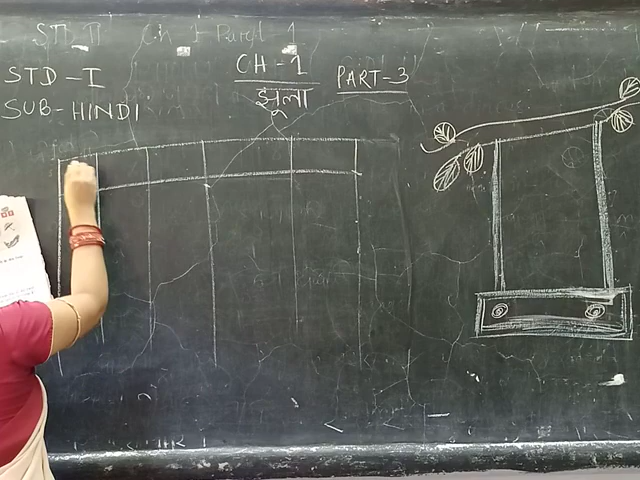 STD II Ch 1 Part - 1
STD - I
SUB - HINDI
CH - 1
झूला
PART - 3